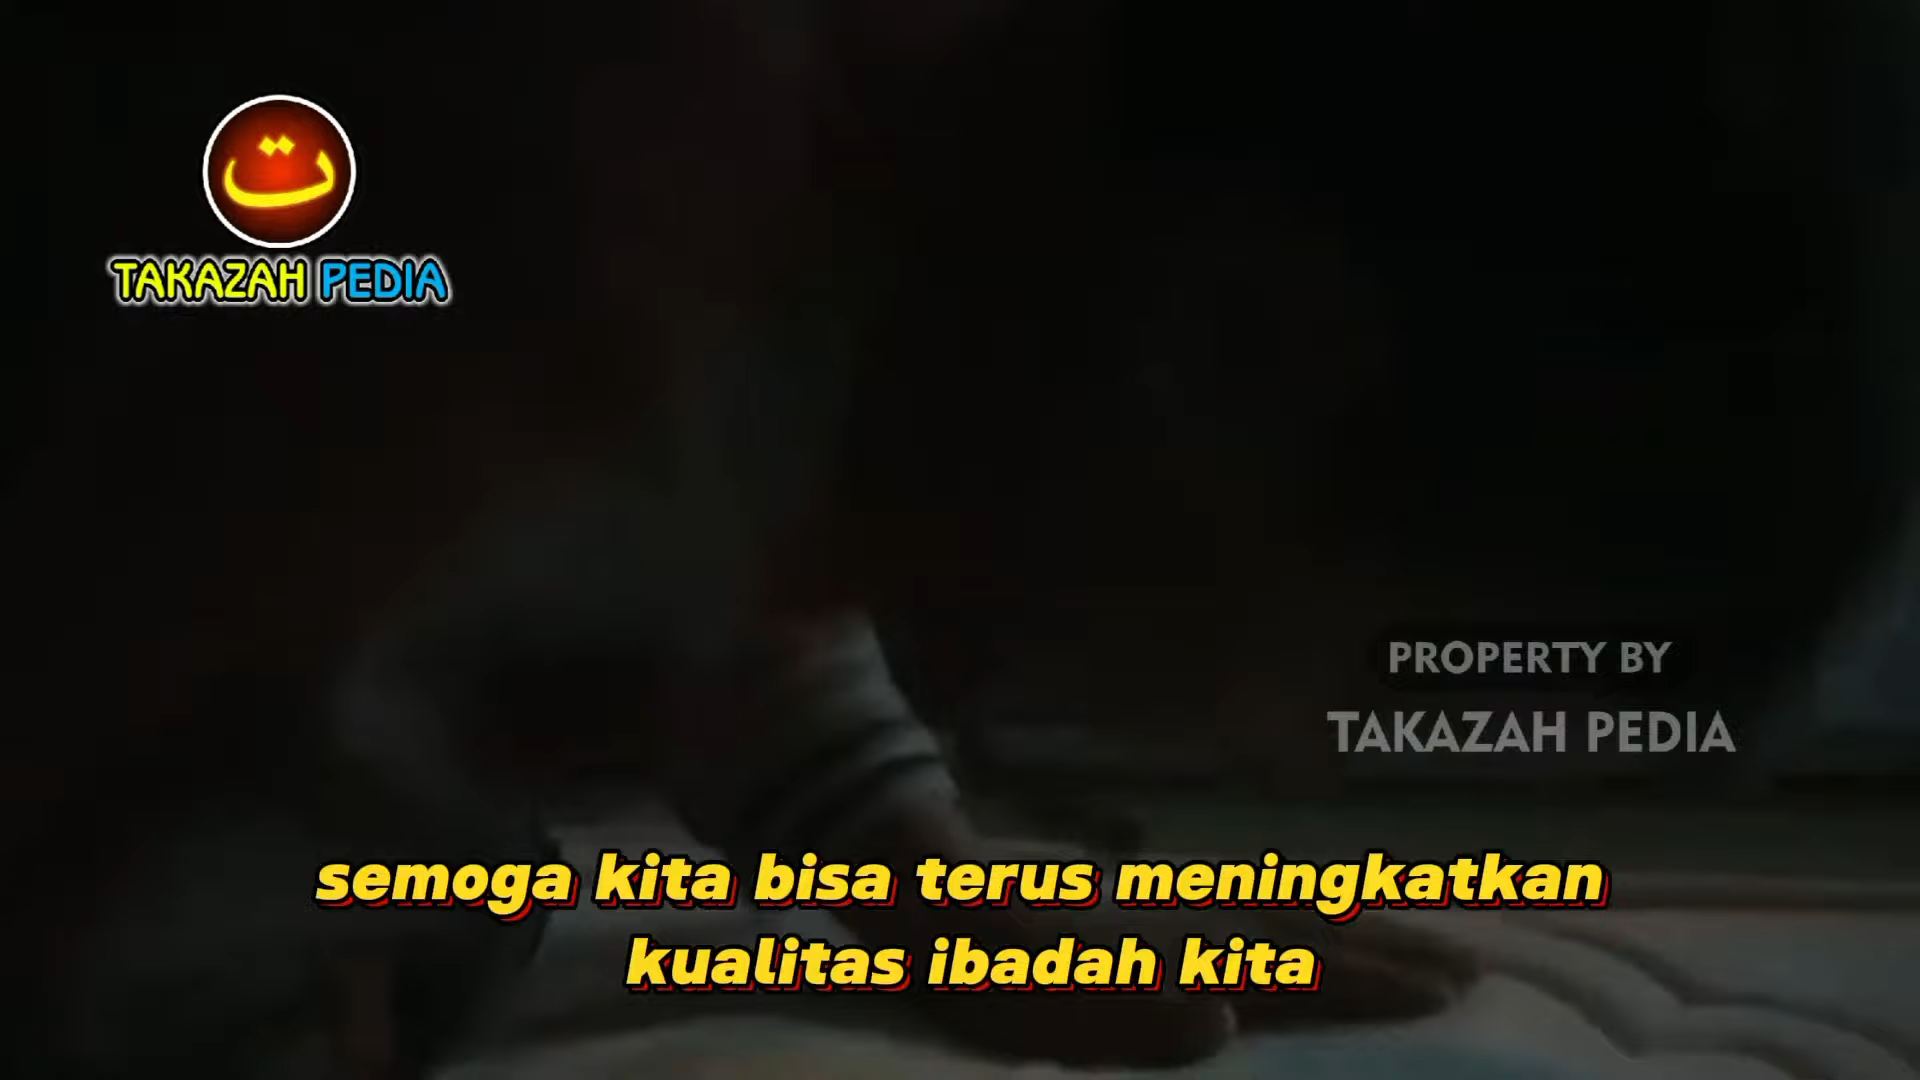 ت
TAKAZAH PEDIA
PROPERTY BY
TAKAZAH PEDIA
semoga kita bisa terus meningkatkan
kualitas ibadah kita